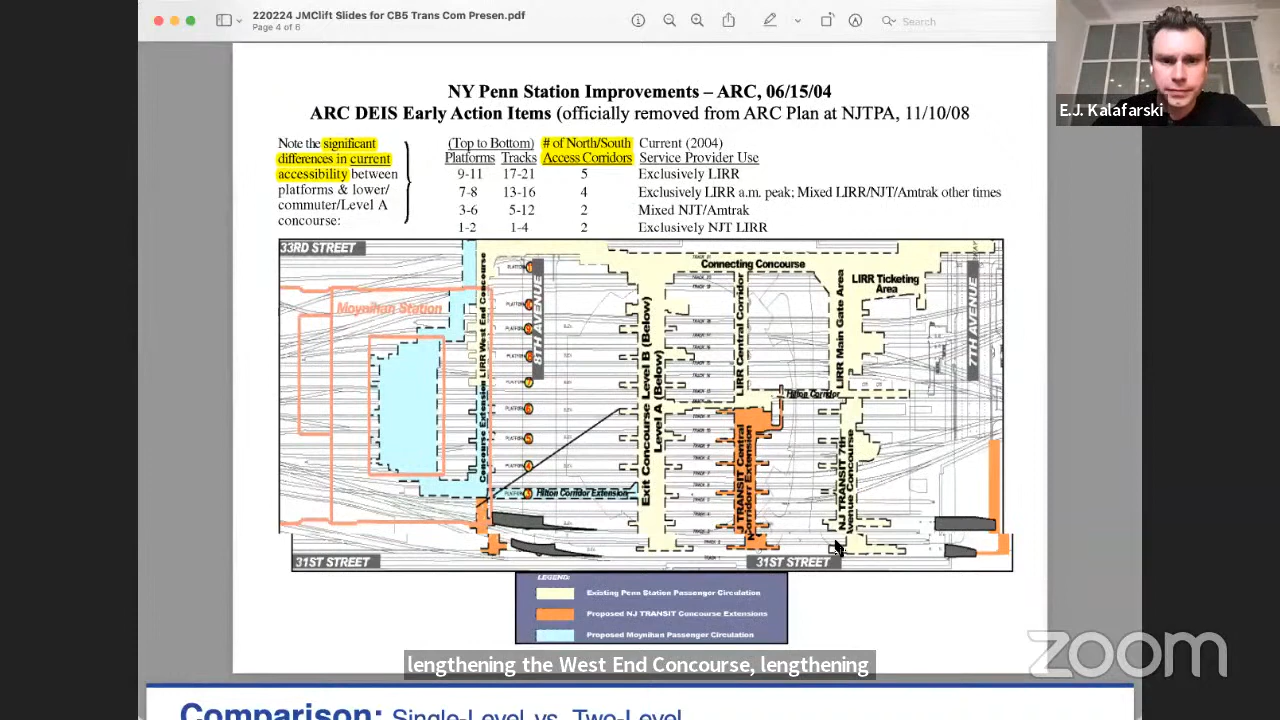 220224 JMClift Slides for CB5 Trans Com Presen.pdf
Page 4 of 6
Search
E.J. Kalafarski
NY Penn Station Improvements – ARC, 06/15/04
ARC DEIS Early Action Items (officially removed from ARC Plan at NJTPA, 11/10/08
Note the significant
differences in current
accessibility between
platforms & lower/
commuter/Level A
concourse:
(Top to Bottom) # of North/South Current (2004)
Platforms Tracks Access Corridors Service Provider Use
9-11 17-21 5 Exclusively LIRR
7-8 13-16 4 Exclusively LIRR a.m. peak; Mixed LIRR/NJT/Amtrak other times
3-6 5-12 2 Mixed NJT/Amtrak
1-2 1-4 2 Exclusively NJT LIRR
33RD STREET
Moynihan Station
LIRR West End Concourse
Concourse Extension
8TH AVENUE
Exit Concourse Level B (Below)
Level A (Below)
Connecting Concourse
LIRR Central Corridor
LIRR Main Gate Area
LIRR Ticketing
Area
7TH AVENUE
Hilton Corridor
Hilton Corridor Extension
NJ TRANSIT Central
Corridorr Extension
NJ TRANSIT 7th
Avenue Concourse
31ST STREET
31ST STREET
LEGEND:
Existing Penn Station Passenger Circulation
Proposed NJ TRANSIT Concourse Extensions
Proposed Moynihan Passenger Circulation
lengthening the West End Concourse, lengthening
zoom
Comparison: Single-Level vs. Two-Level